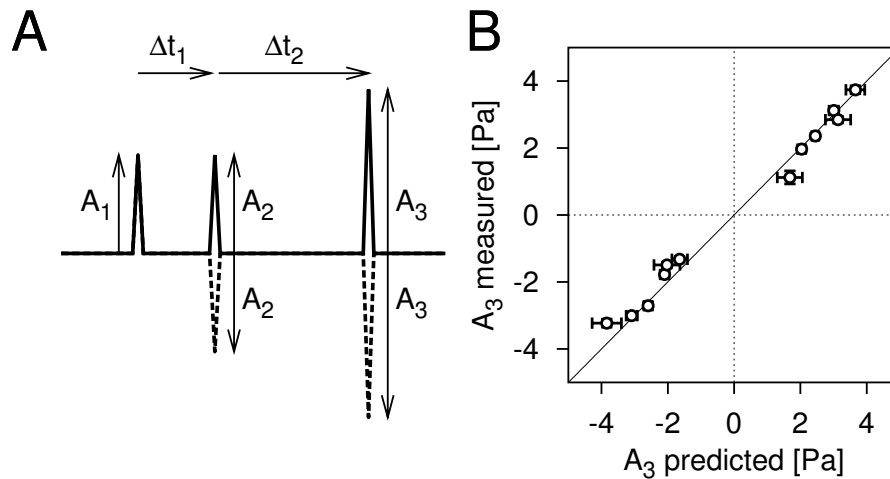 A
Δt1
Δt2
A1
A2
A3
A2
A3
B
A3 measured [Pa]
4
2
0
-2
-4
-4
-2
0
2
4
A3 predicted [Pa]